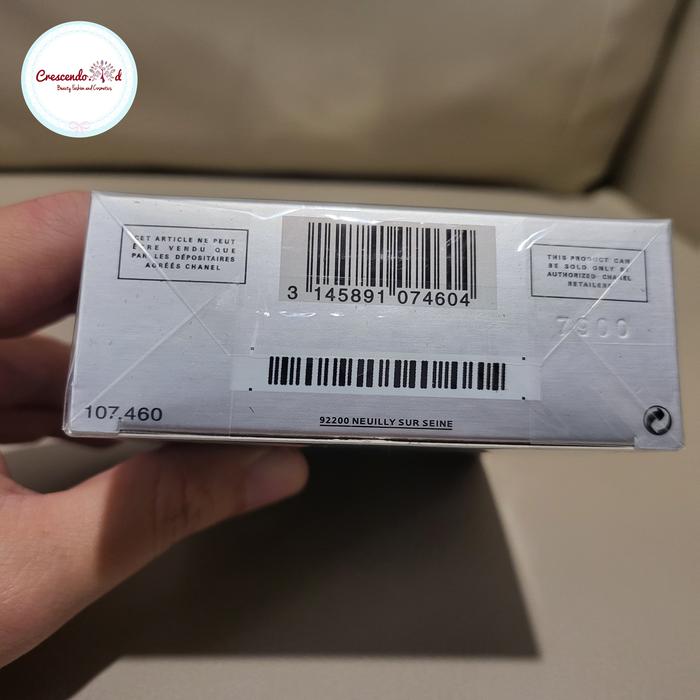 Crescendo
d
Beauty Fashion and Cosmetics
CET ARTICLE NE PEUT
ÊTRE VENDU QUE
PAR LES DÉPOSITAIRES
AGRÉÉS CHANEL
3 145891 074604
THIS PRODUCT CAN
BE SOLD ONLY BY
AUTHORIZED CHANEL
RETAILERS
7900
107.460
92200 NEUILLY SUR SEINE